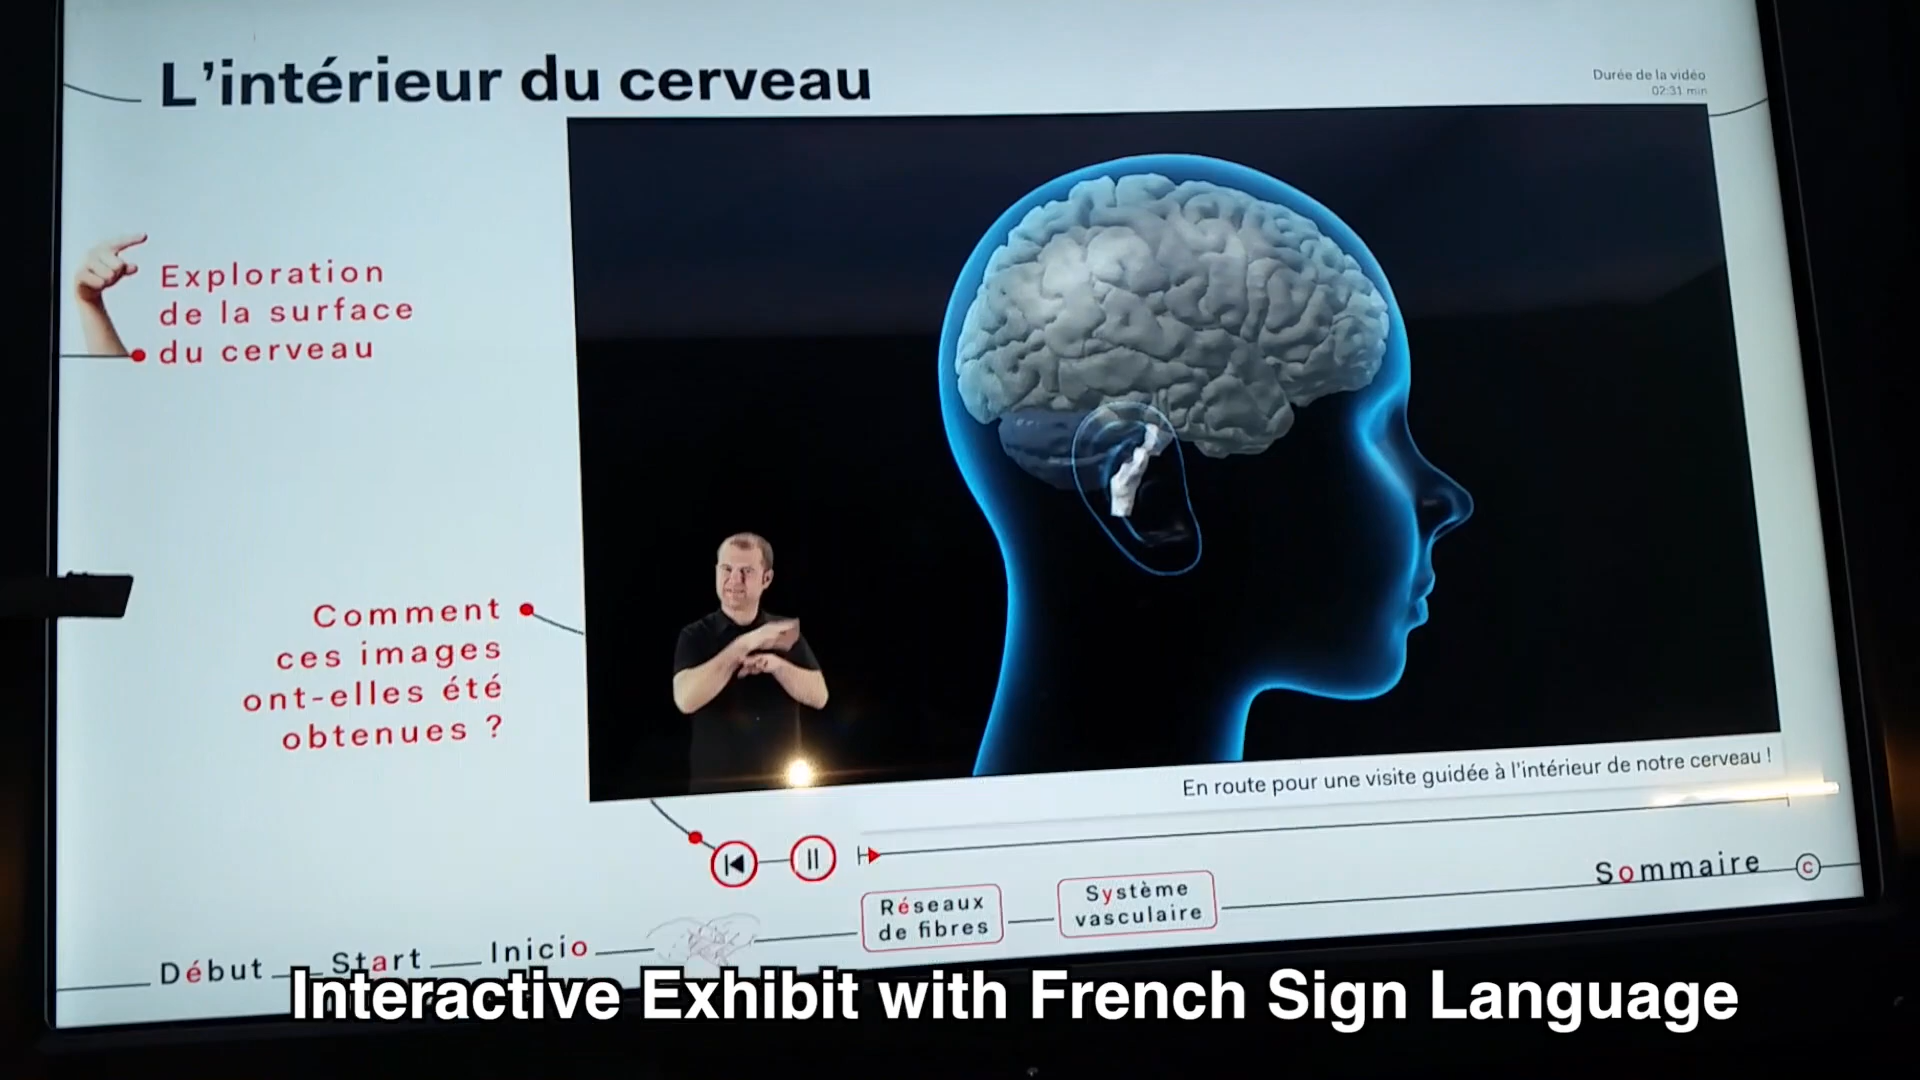 L'intérieur du cerveau
Durée de la vidéo
02:31 min
Exploration
de la surface
du cerveau
Comment
ces images
ont-elles été
obtenues ?
En route pour une visite guidée à l'intérieur de notre cerveau !
Sommaire
C
Réseaux
de fibres
Système
vasculaire
Début
Start
Inicio
Interactive Exhibit with French Sign Language